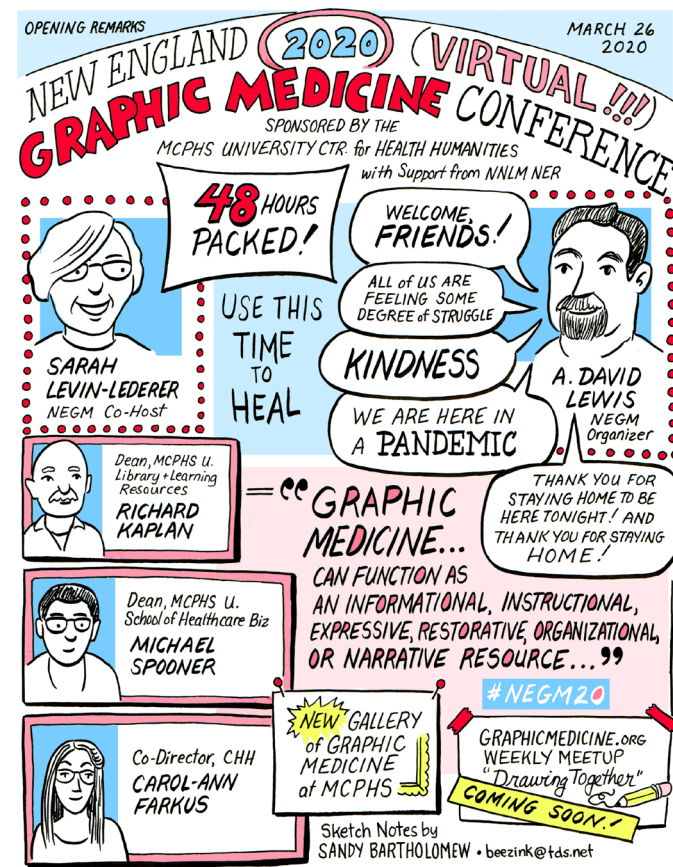 OPENING REMARKS
MARCH 26
2020
NEW ENGLAND 2020 (VIRTUAL!!!)
GRAPHIC MEDICINE CONFERENCE
SPONSORED BY THE
MCPHS UNIVERSITY CTR. for HEALTH HUMANITIES
with Support from NNLM NER
48 HOURS
PACKED!
WELCOME,
FRIENDS!
ALL of US ARE
FEELING SOME
DEGREE of STRUGGLE
KINDNESS
WE ARE HERE IN
A PANDEMIC
USE THIS
TIME
TO
HEAL
SARAH
LEVIN-LEDERER
NEGM Co-Host
A. DAVID
LEWIS
NEGM
Organizer
THANK YOU FOR
STAYING HOME TO BE
HERE TONIGHT! AND
THANK YOU FOR STAYING
HOME!
Dean, MCPHS U.
Library + Learning
Resources
RICHARD
KAPLAN
= "GRAPHIC
MEDICINE...
CAN FUNCTION AS
AN INFORMATIONAL, INSTRUCTIONAL,
EXPRESSIVE, RESTORATIVE, ORGANIZATIONAL,
OR NARRATIVE RESOURCE..."
#NEGM20
Dean, MCPHS U.
School of Healthcare Biz
MICHAEL
SPOONER
Co-Director, CHH
CAROL-ANN
FARKUS
NEW GALLERY
of GRAPHIC
MEDICINE
at MCPHS
GRAPHICMEDICINE.ORG
WEEKLY MEETUP
"Drawing Together"
COMING SOON!
Sketch Notes by
SANDY BARTHOLOMEW • beezink@tds.net